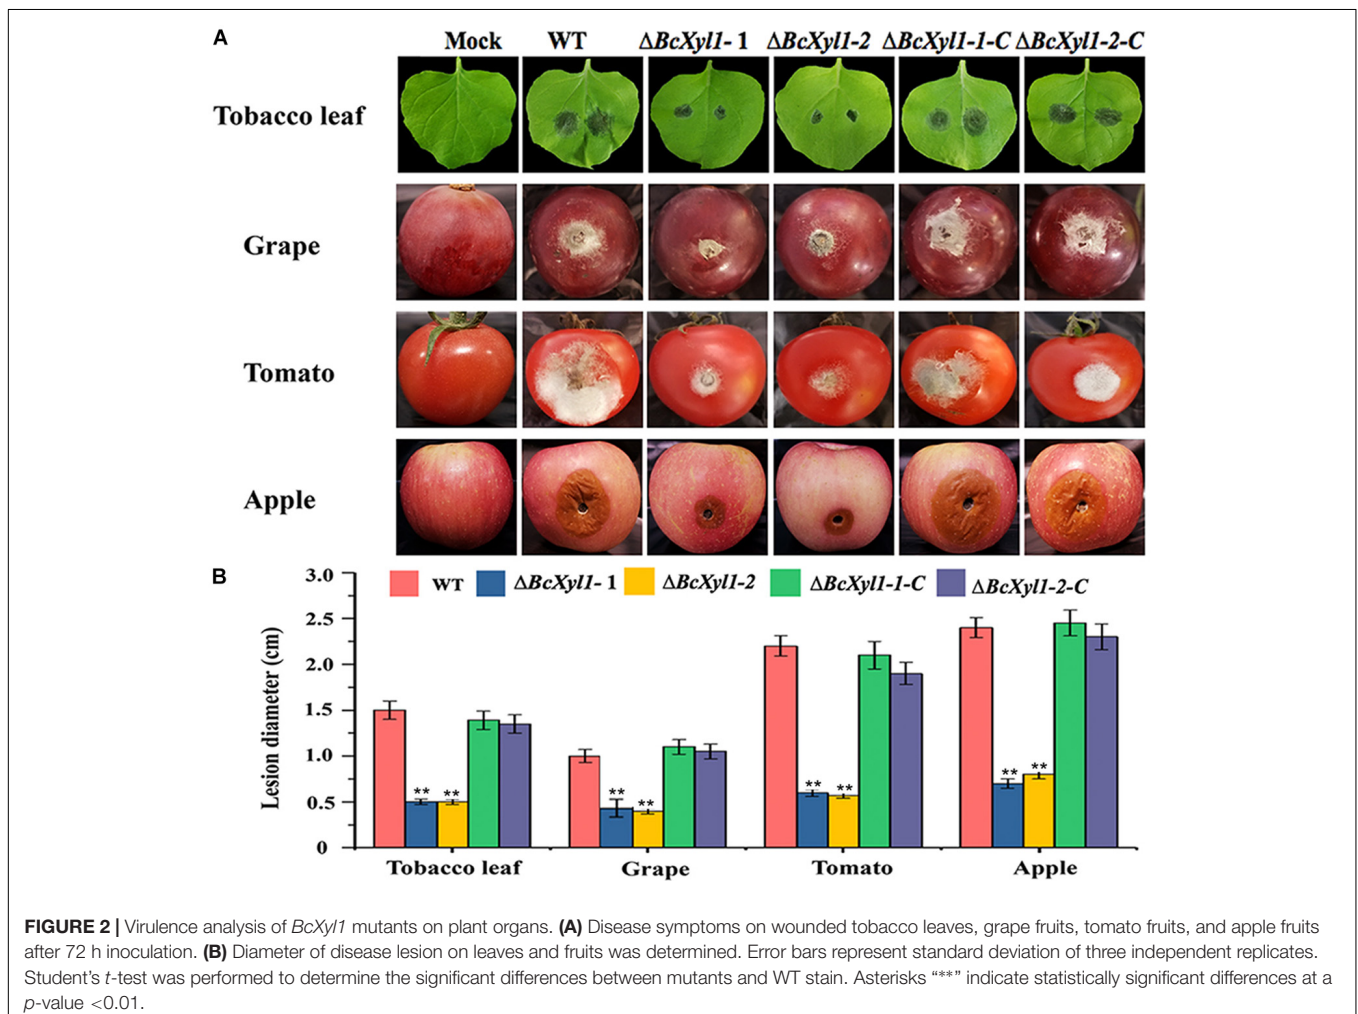 A
Mock WT ΔBcXyl1- 1 ΔBcXyl1-2 ΔBcXyl1-1-C ΔBcXyl1-2-C
Tobacco leaf
Grape
Tomato
Apple
B
WT ΔBcXyl1- 1 ΔBcXyl1-2 ΔBcXyl1-1-C ΔBcXyl1-2-C
Lesion diameter (cm)
3.0
2.5
2.0
1.5
1.0
0.5
0
** ** ** ** ** ** ** **
Tobacco leaf Grape Tomato Apple
FIGURE 2 | Virulence analysis of BcXyl1 mutants on plant organs. (A) Disease symptoms on wounded tobacco leaves, grape fruits, tomato fruits, and apple fruits
after 72 h inoculation. (B) Diameter of disease lesion on leaves and fruits was determined. Error bars represent standard deviation of three independent replicates.
Student's t-test was performed to determine the significant differences between mutants and WT stain. Asterisks “**” indicate statistically significant differences at a
p-value <0.01.